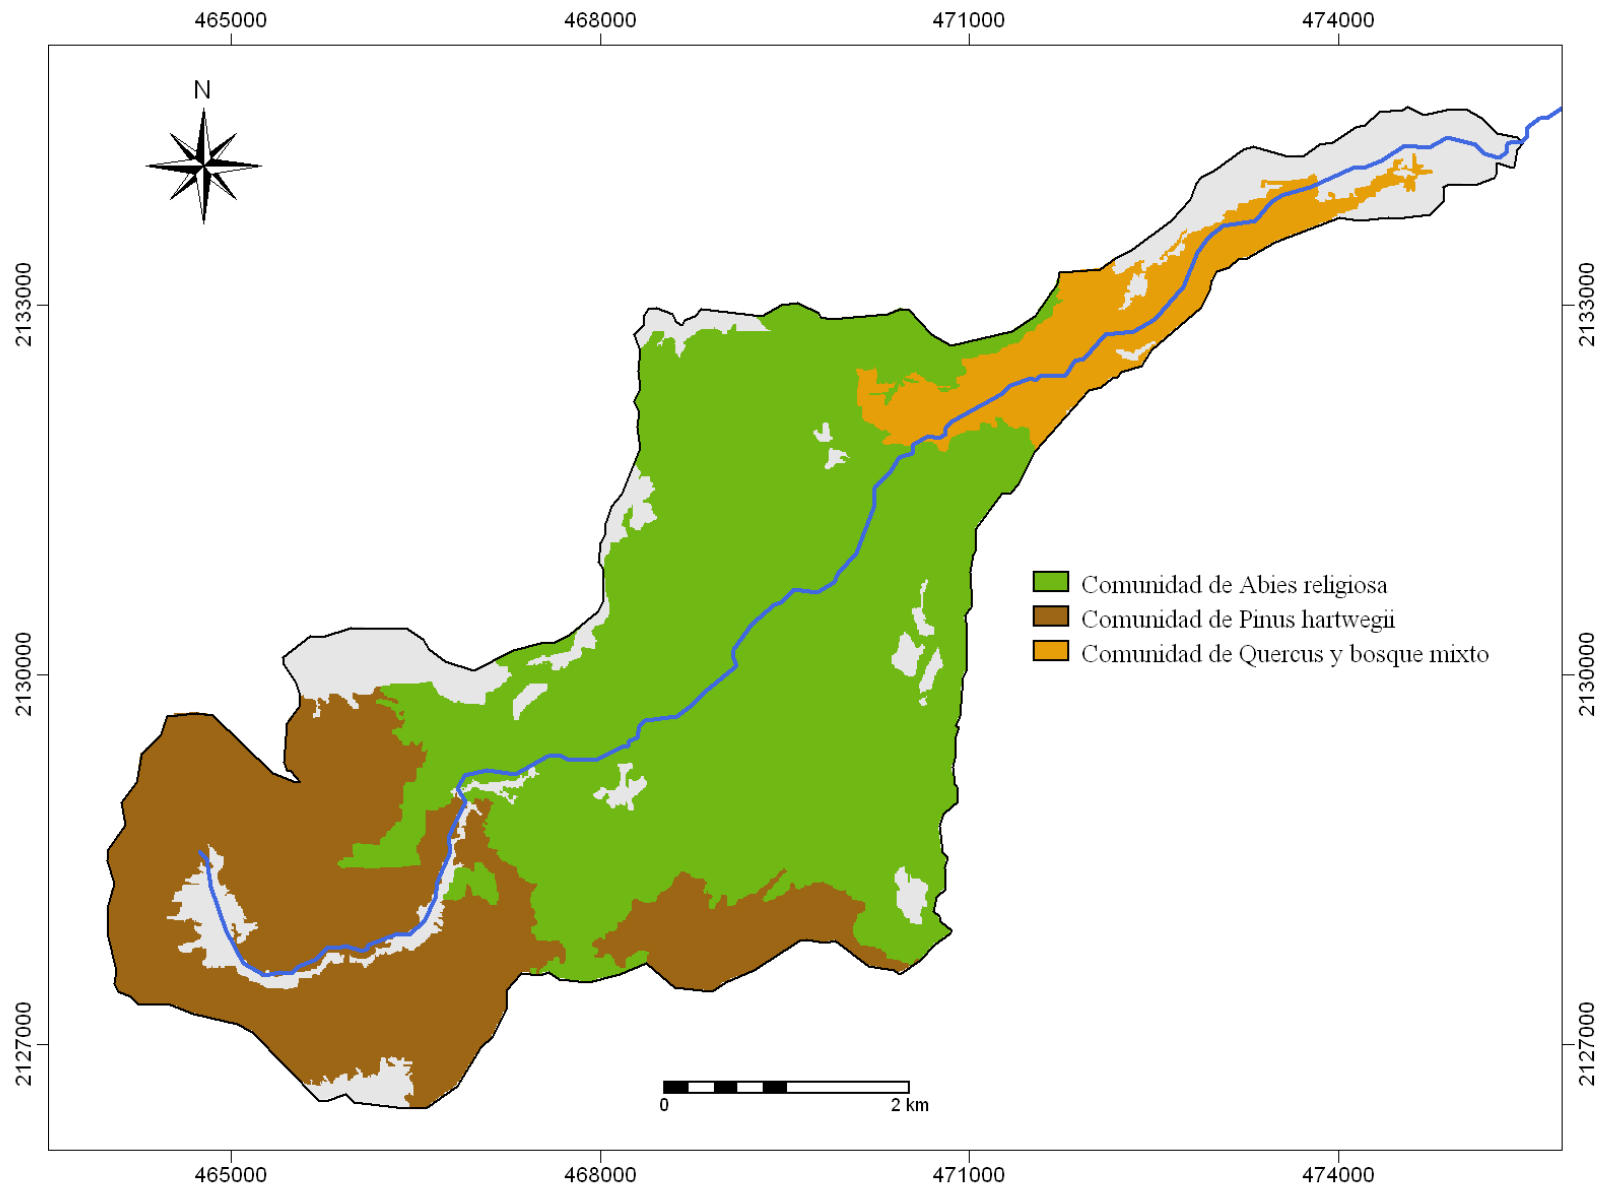 465000 468000 471000 474000
N
2133000 2133000
Comunidad de Abies religiosa
Comunidad de Pinus hartwegii
Comunidad de Quercus y bosque mixto
2130000 2130000
2127000 2127000
0 2 km
465000 468000 471000 474000